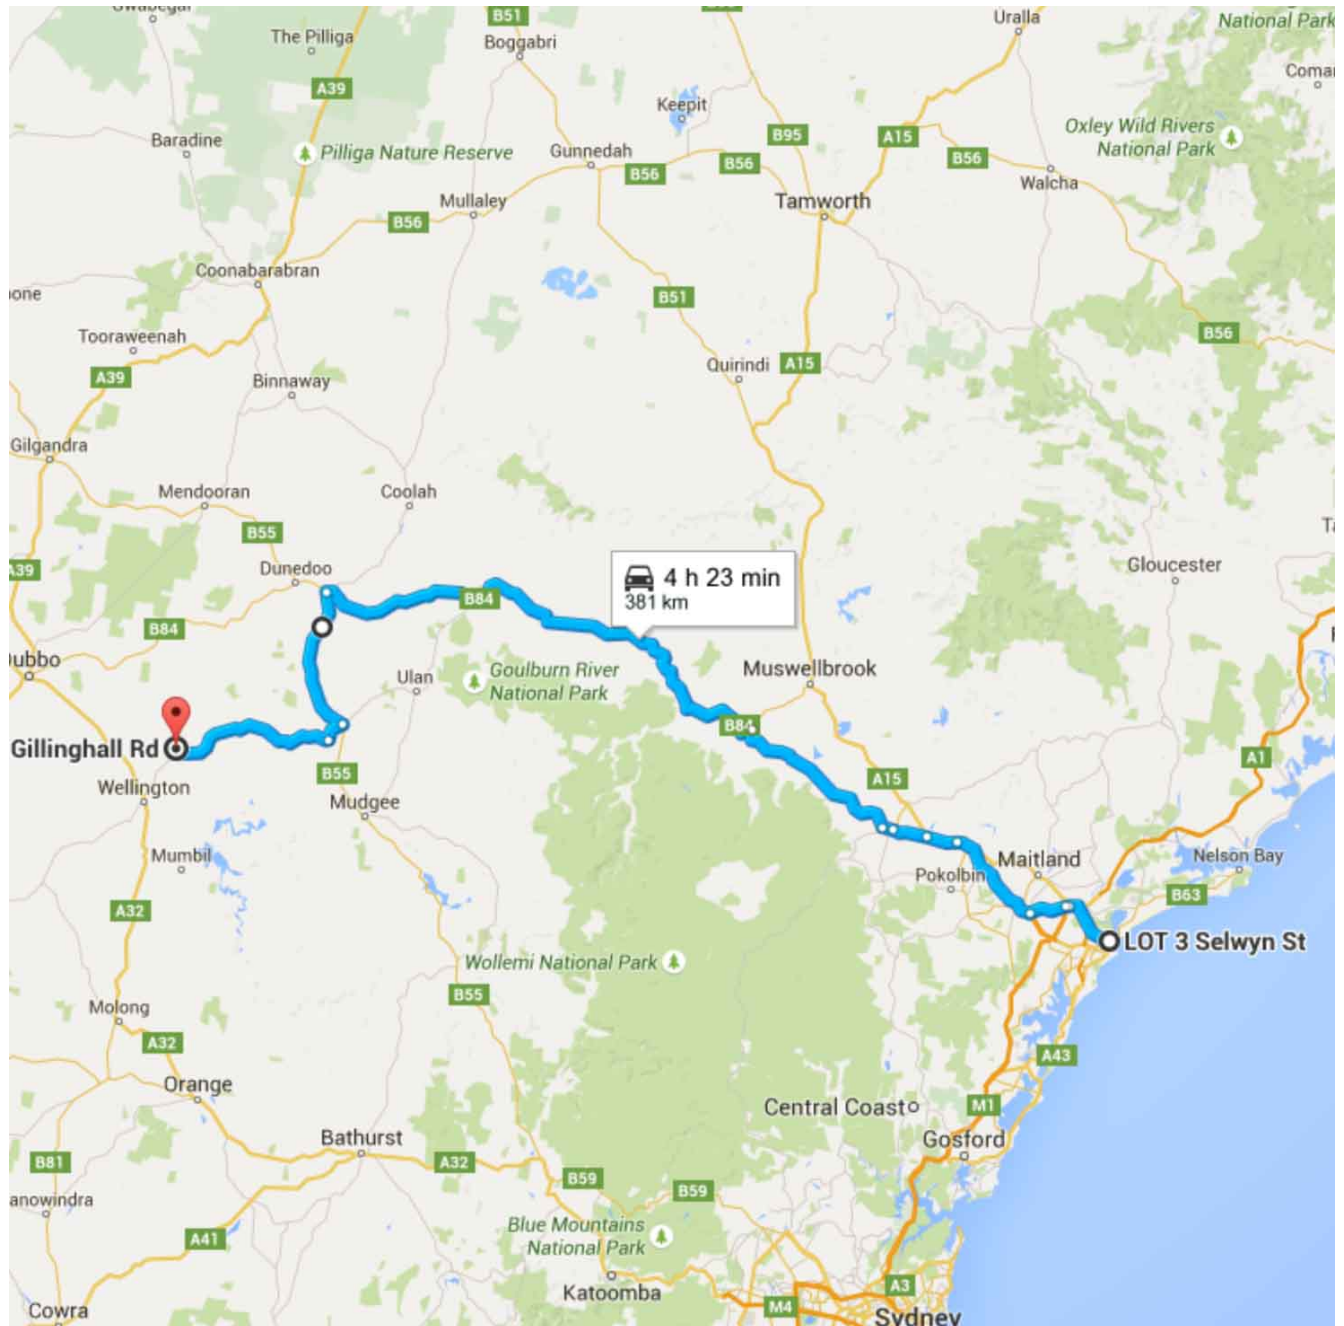 Gwabegar
B51
Uralla
National Park
The Pilliga
Boggabri
A39
Keepit
Coma
Baradine
Pilliga Nature Reserve
Gunnedah
B56
B56
B95
A15
B56
Oxley Wild Rivers
National Park
Walcha
Mullaley
B56
Tamworth
Coonabarabran
one
B51
Tooraweenah
B56
A39
Binnaway
Quirindi
A15
Gilgandra
Mendooran
Coolah
B55
A39
Dunedoo
4 h 23 min
381 km
Gloucester
B84
B84
Dubbo
Ulan
Goulburn River
National Park
Muswellbrook
B84
Gillinghall Rd
B55
A15
A1
Wellington
Mudgee
Mumbil
Maitland
Pokolbin
Nelson Bay
B63
A32
LOT 3 Selwyn St
Wollemi National Park
B55
Molong
A32
A43
Orange
Central Coast
M1
Bathurst
Gosford
B81
A32
B59
B59
anowindra
A41
Blue Mountains
National Park
Katoomba
A3
M4
Cowra
Sydney